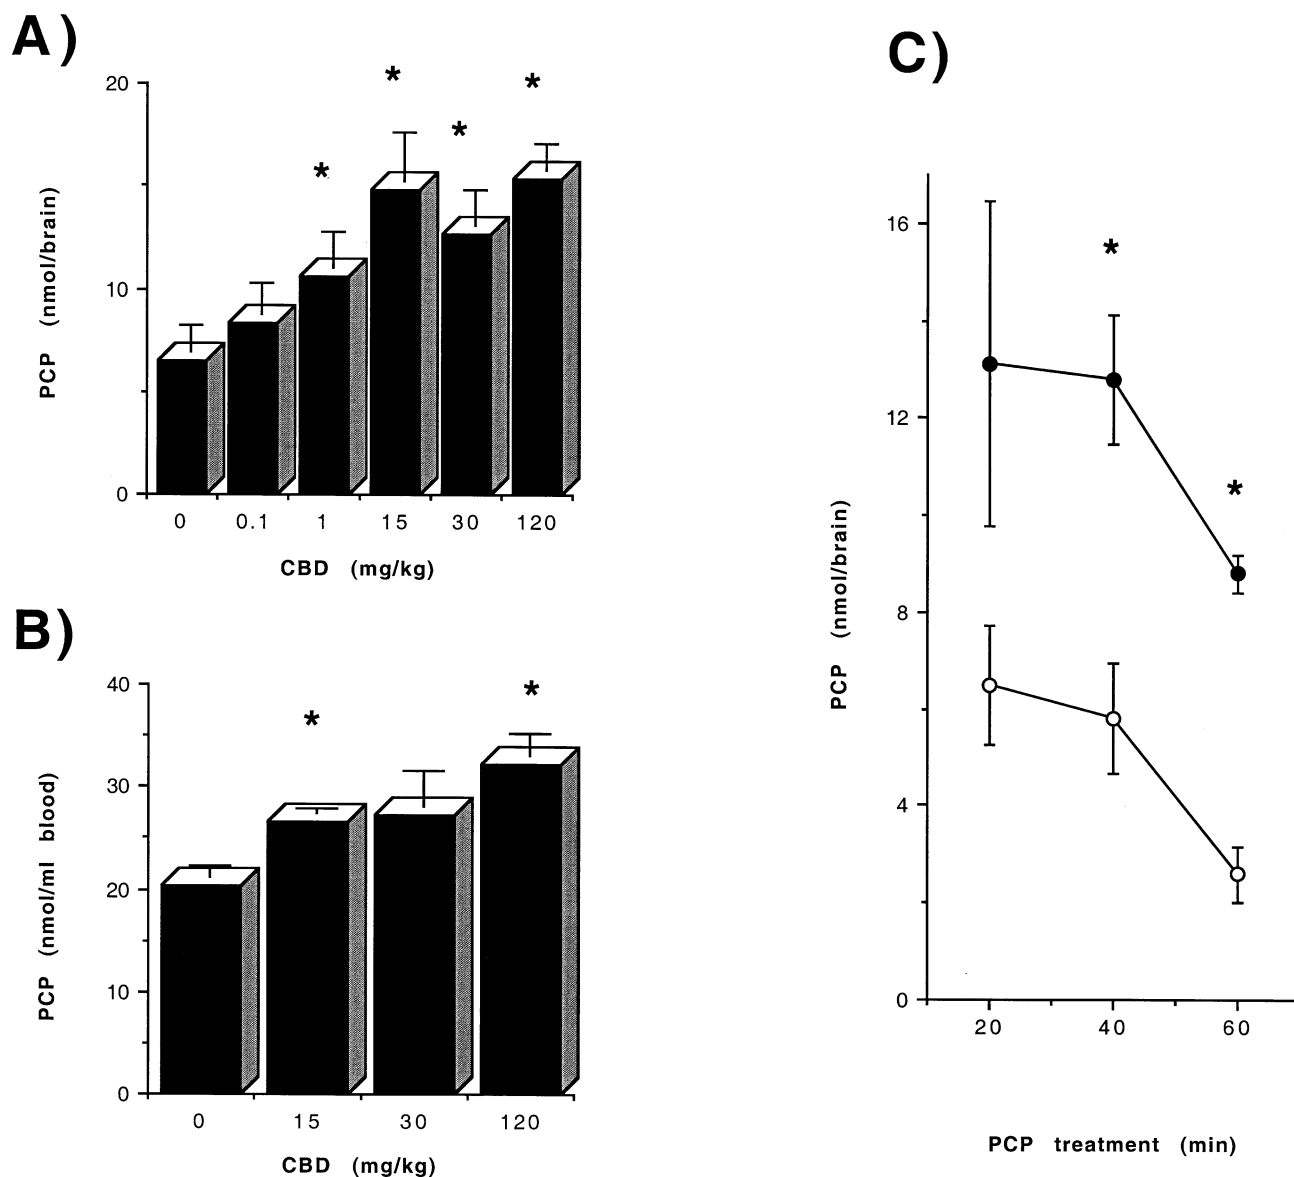 A)
20
10
0
PCP (nmol/brain)
*
*
*
*
0 0.1 1 15 30 120
CBD (mg/kg)
B)
40
30
20
10
0
PCP (nmol/ml blood)
*
*
0 15 30 120
CBD (mg/kg)
C)
16
12
8
4
0
PCP (nmol/brain)
*
*
20 40 60
PCP treatment (min)